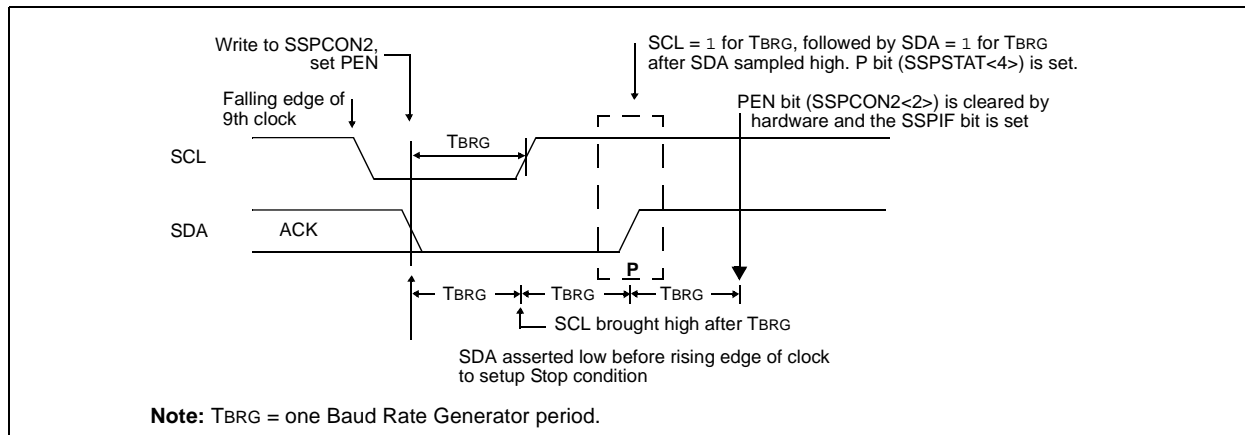 Write to SSPCON2,
set PEN
SCL = 1 for TBRG, followed by SDA = 1 for TBRG
after SDA sampled high. P bit (SSPSTAT<4>) is set.
Falling edge of
9th clock
PEN bit (SSPCON2<2>) is cleared by
hardware and the SSPIF bit is set
TBRG
SCL
SDA
ACK
P
TBRG
TBRG
TBRG
SCL brought high after TBRG
SDA asserted low before rising edge of clock
to setup Stop condition
Note: TBRG = one Baud Rate Generator period.